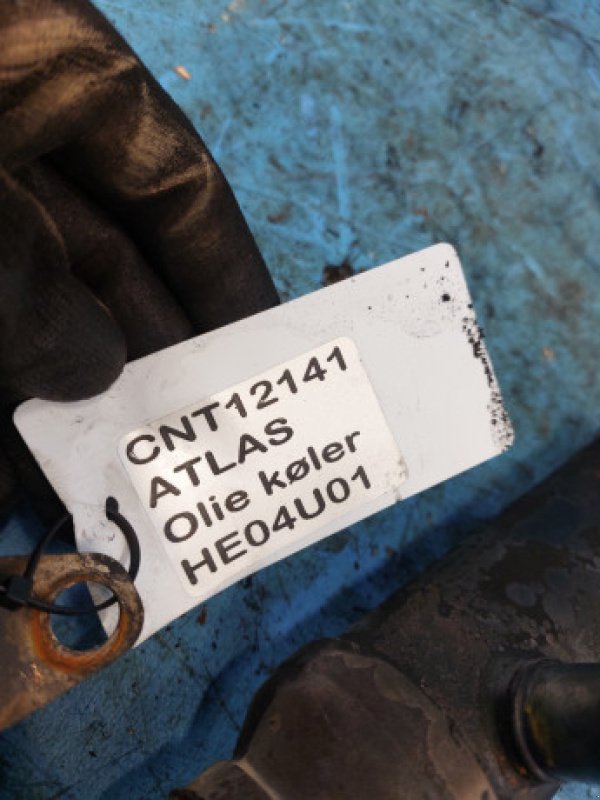 CNT12141
ATLAS
Olie køler
HE04U01